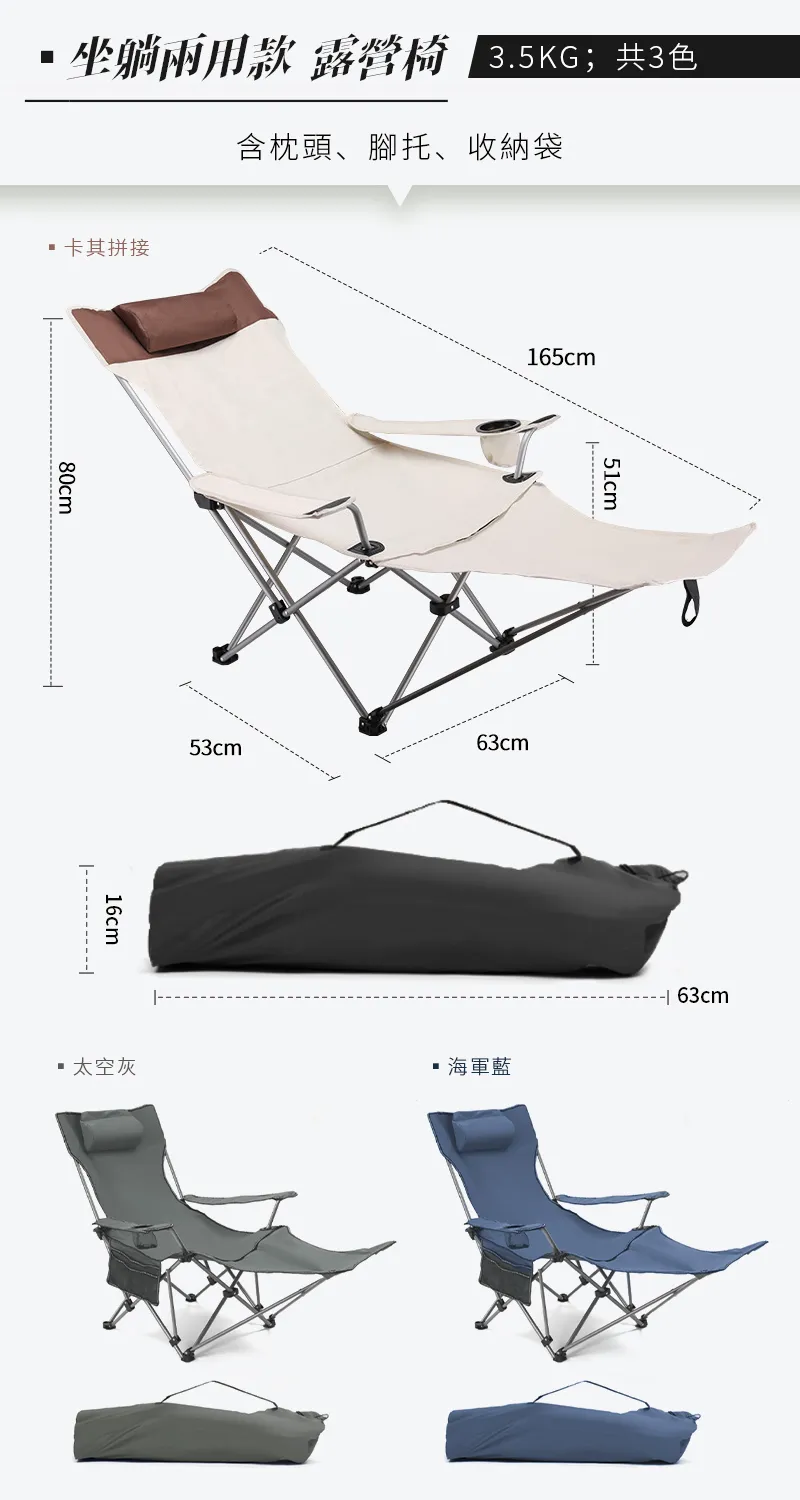 坐躺兩用款 露營椅
3.5KG；共3色
含枕頭、腳托、收納袋
卡其拼接
165cm
80cm
51cm
53cm
63cm
16cm
63cm
太空灰
海軍藍